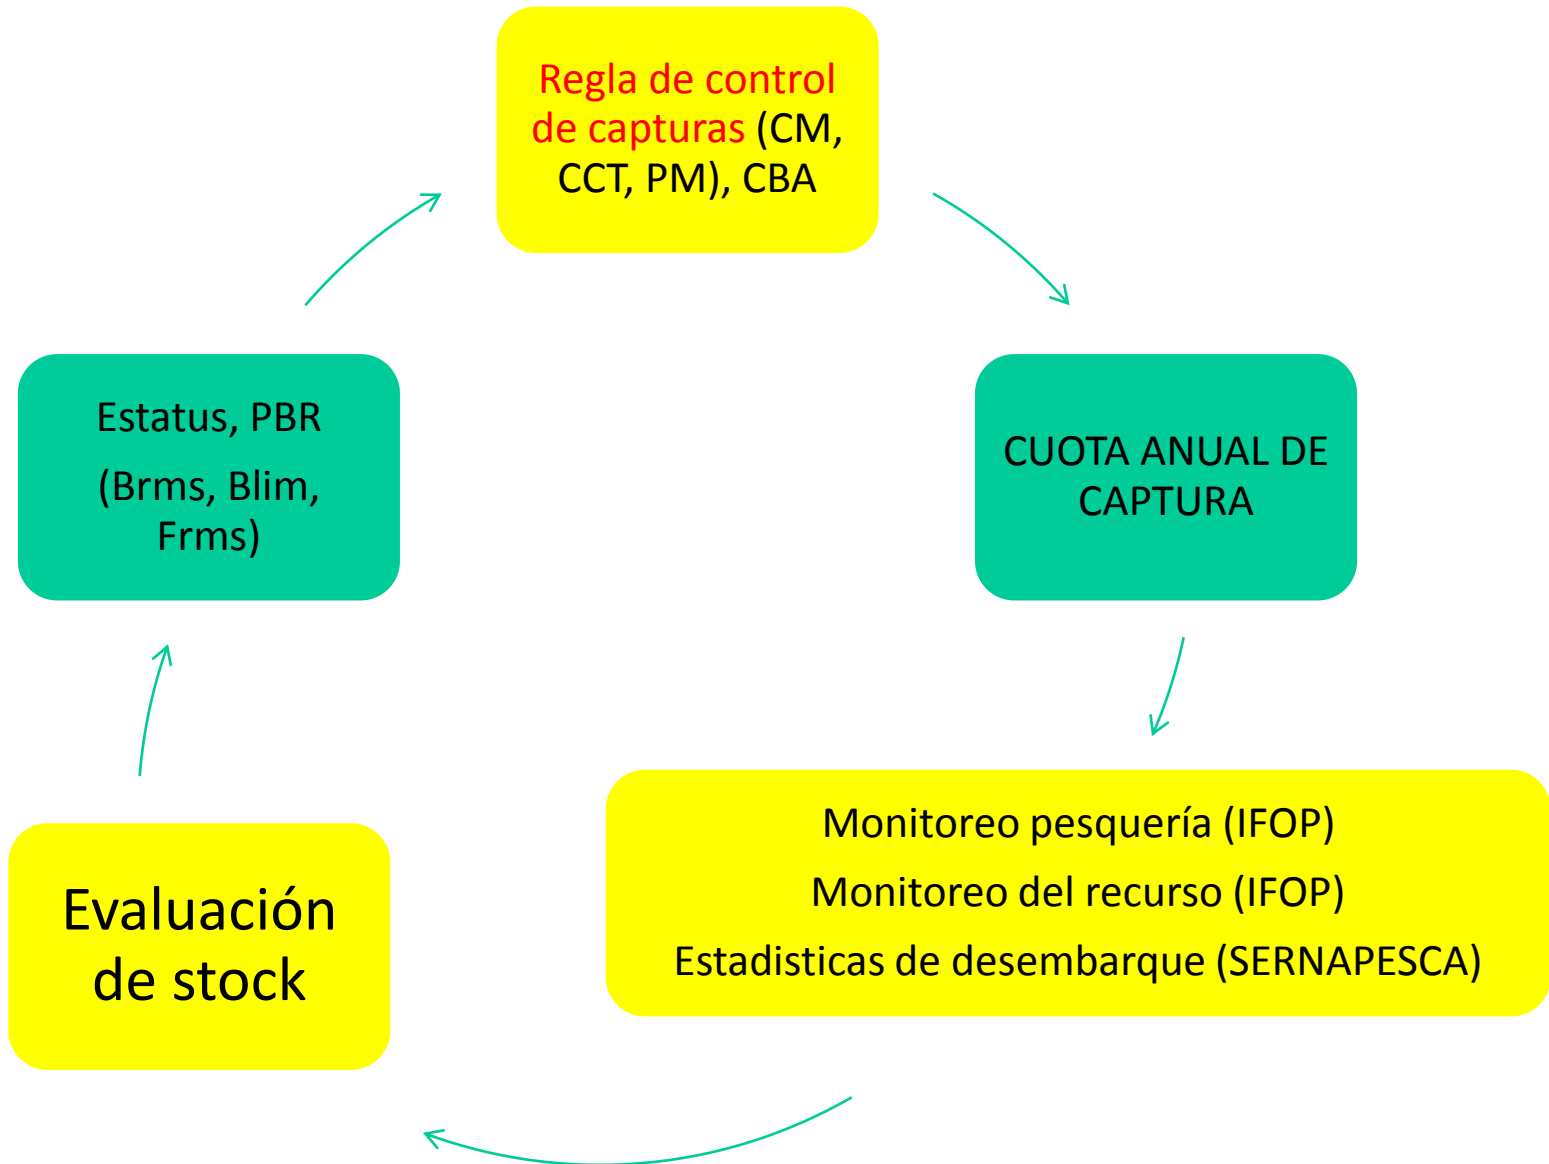 Regla de control
de capturas (CM,
CCT, PM), CBA
Estatus, PBR
(Brms, Blim,
Frms)
CUOTA ANUAL DE
CAPTURA
Monitoreo pesquería (IFOP)
Monitoreo del recurso (IFOP)
Estadisticas de desembarque (SERNAPESCA)
Evaluación
de stock